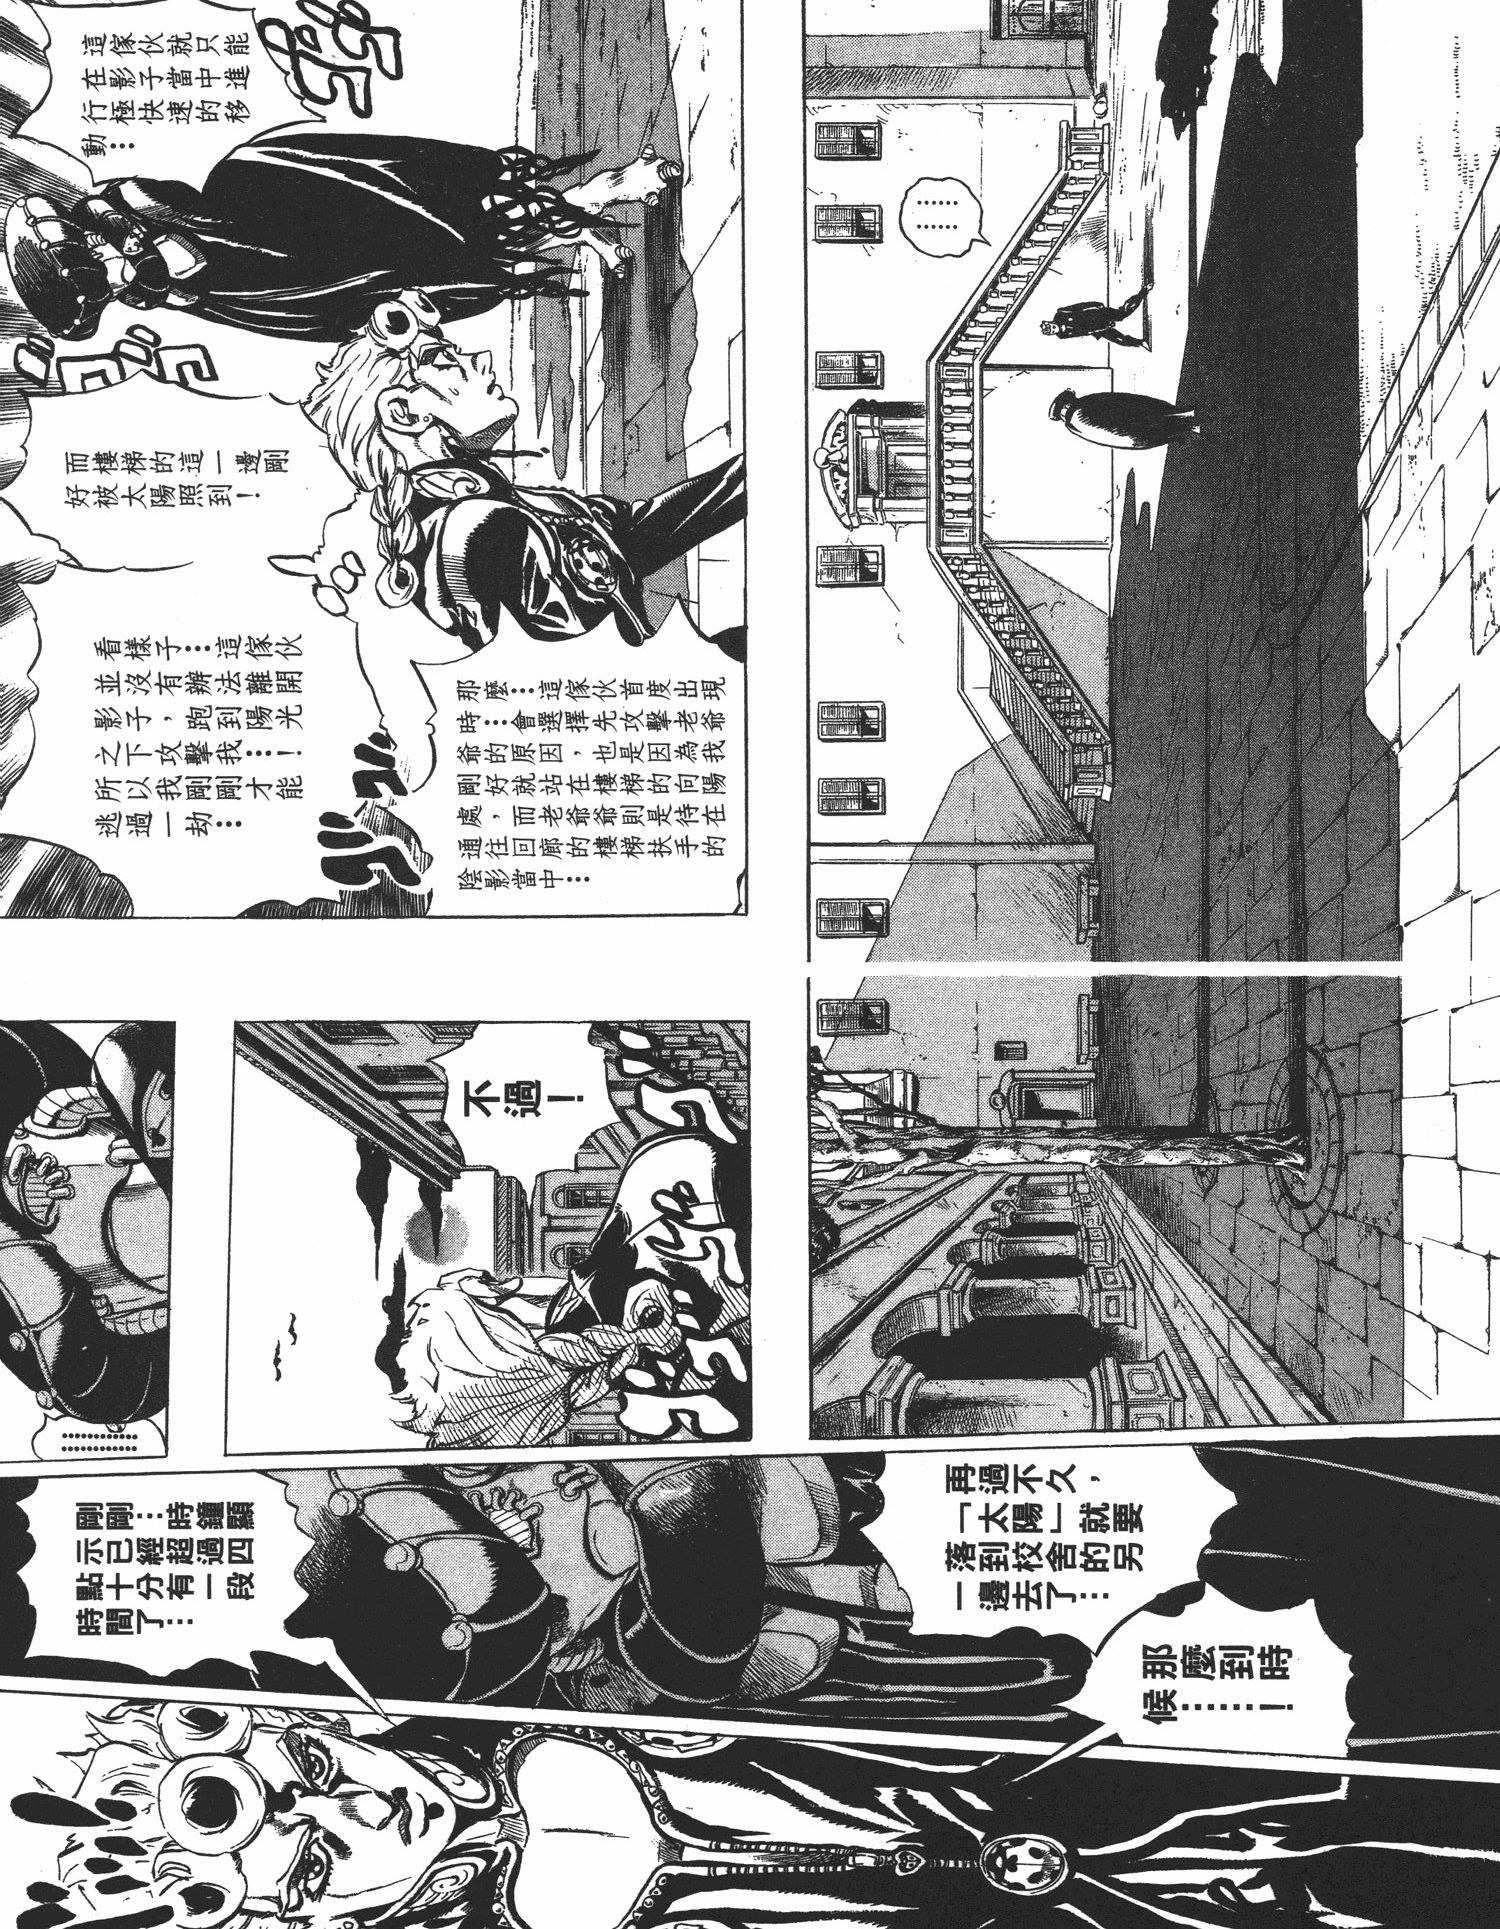 這傢伙就只能
在影子當中進
行極快速的移
動…
而樓梯的這一邊剛
好被太陽照到！
看樣子…這傢伙
並沒有辦法離開
影子，跑到陽光
之下攻擊我…！
所以我剛剛才能
逃過一劫…
那麼…這傢伙首度出現
時…會選擇先攻擊老爺
爺的原因，也是因為我
剛好就站在樓梯的向陽
處，而老爺爺則是待在
通往回廊的樓梯扶手的
陰影當中…
……
……
…………
不過！
剛剛…時鐘顯
示已經超過四
點十分有一段
時間了…
再過不久，
「太陽」就要
落到校舍的另
一邊去了…
那麼到時
候……！